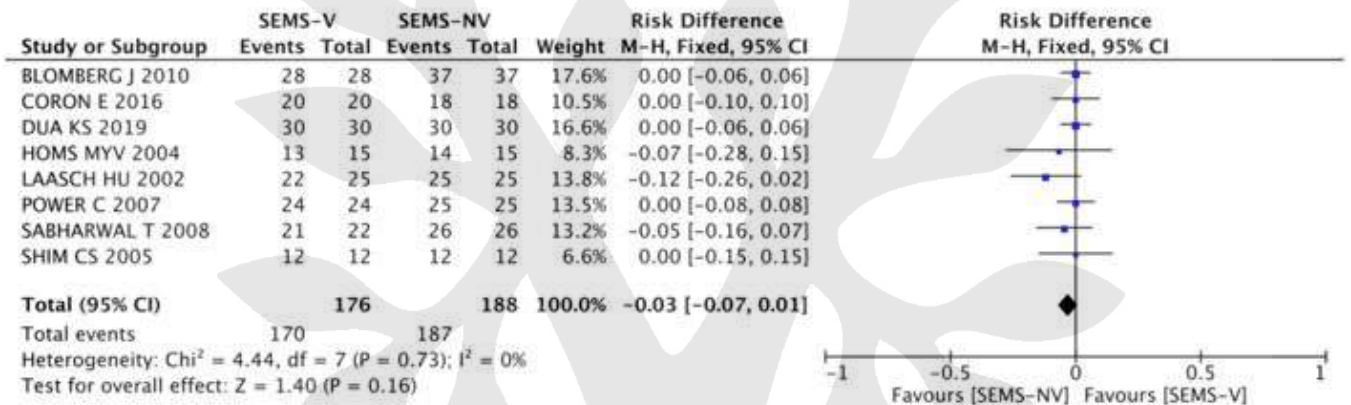 SEMS-V SEMS-NV Risk Difference Risk Difference
Study or Subgroup Events Total Events Total Weight M-H, Fixed, 95% CI M-H, Fixed, 95% CI
BLOMBERG J 2010 28 28 37 37 17.6% 0.00 [-0.06, 0.06]
CORON E 2016 20 20 18 18 10.5% 0.00 [-0.10, 0.10]
DUA KS 2019 30 30 30 30 16.6% 0.00 [-0.06, 0.06]
HOMS MYV 2004 13 15 14 15 8.3% -0.07 [-0.28, 0.15]
LAASCH HU 2002 22 25 25 25 13.8% -0.12 [-0.26, 0.02]
POWER C 2007 24 24 25 25 13.5% 0.00 [-0.08, 0.08]
SABHARWAL T 2008 21 22 26 26 13.2% -0.05 [-0.16, 0.07]
SHIM CS 2005 12 12 12 12 6.6% 0.00 [-0.15, 0.15]
Total (95% CI) 176 188 100.0% -0.03 [-0.07, 0.01]
Total events 170 187
Heterogeneity: Chi² = 4.44, df = 7 (P = 0.73); I² = 0%
Test for overall effect: Z = 1.40 (P = 0.16)
-1 -0.5 0 0.5 1
Favours [SEMS-NV] Favours [SEMS-V]